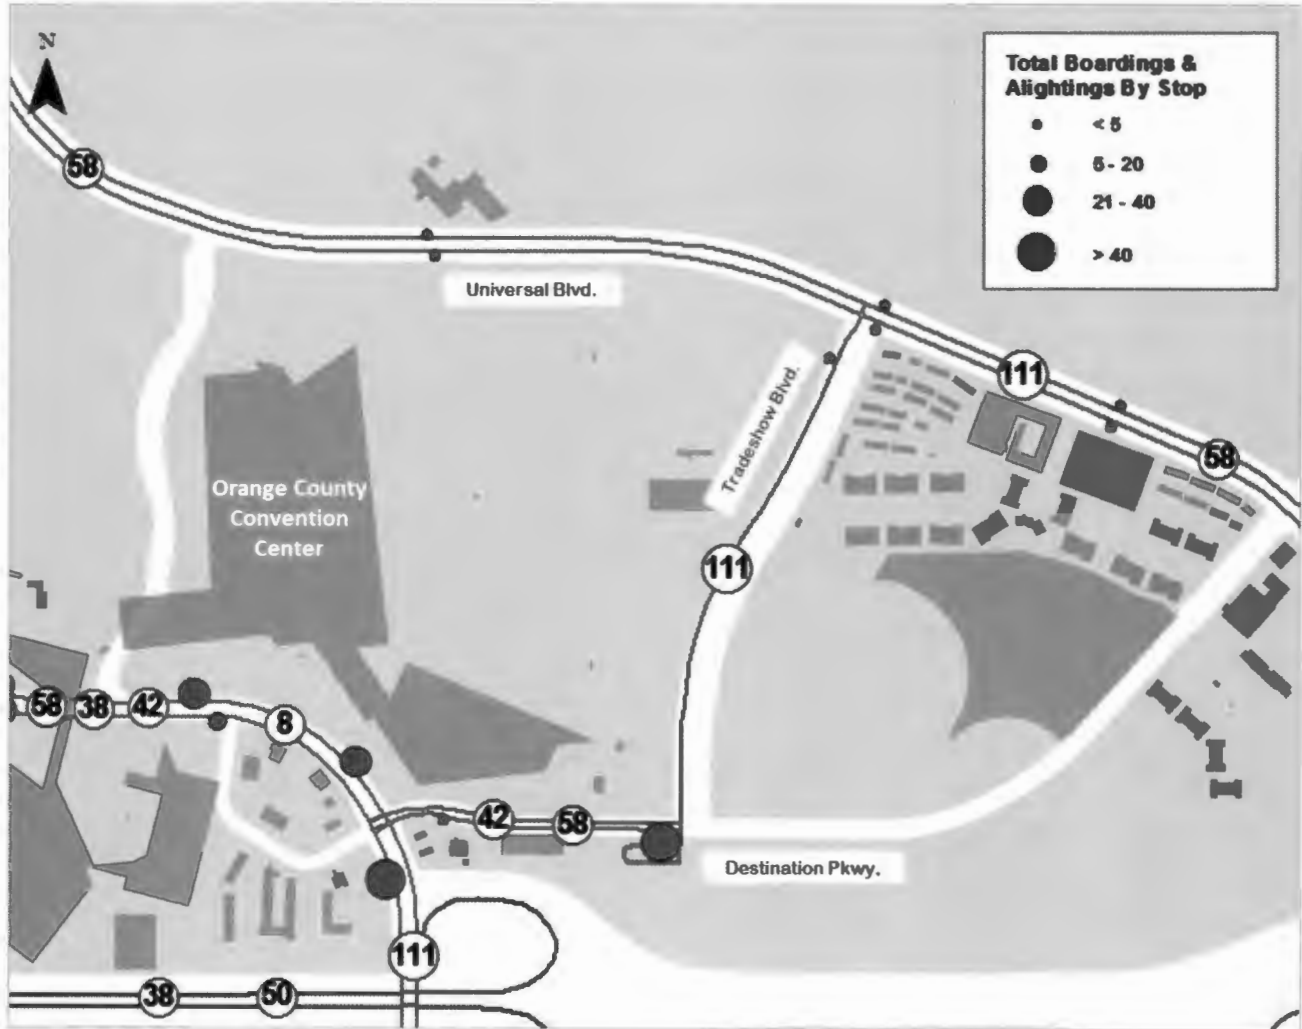 N
Total Boardings &
Alightings By Stop
< 5
5 - 20
21 - 40
> 40
58
Universal Blvd.
111
Tradeshow Blvd.
58
Orange County
Convention
Center
111
58
38
42
8
42
58
Destination Pkwy.
111
38
50